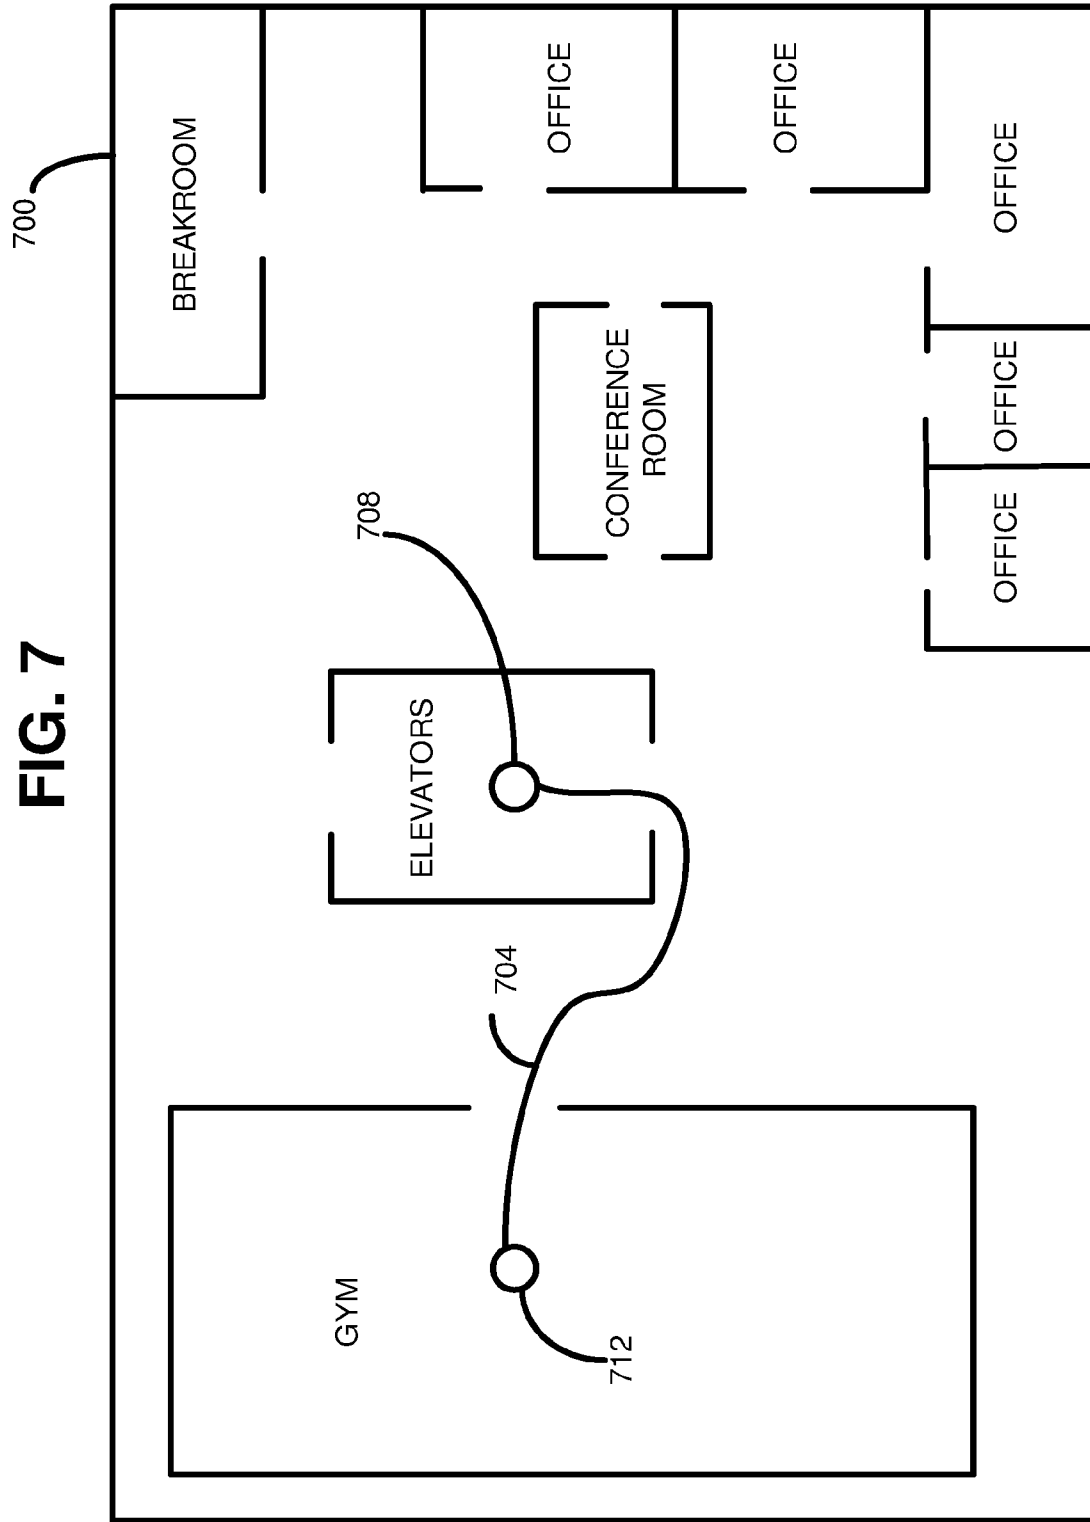 FIG. 7
700
BREAKROOM
OFFICE
OFFICE
OFFICE
OFFICE
OFFICE
CONFERENCE
ROOM
708
ELEVATORS
704
GYM
712